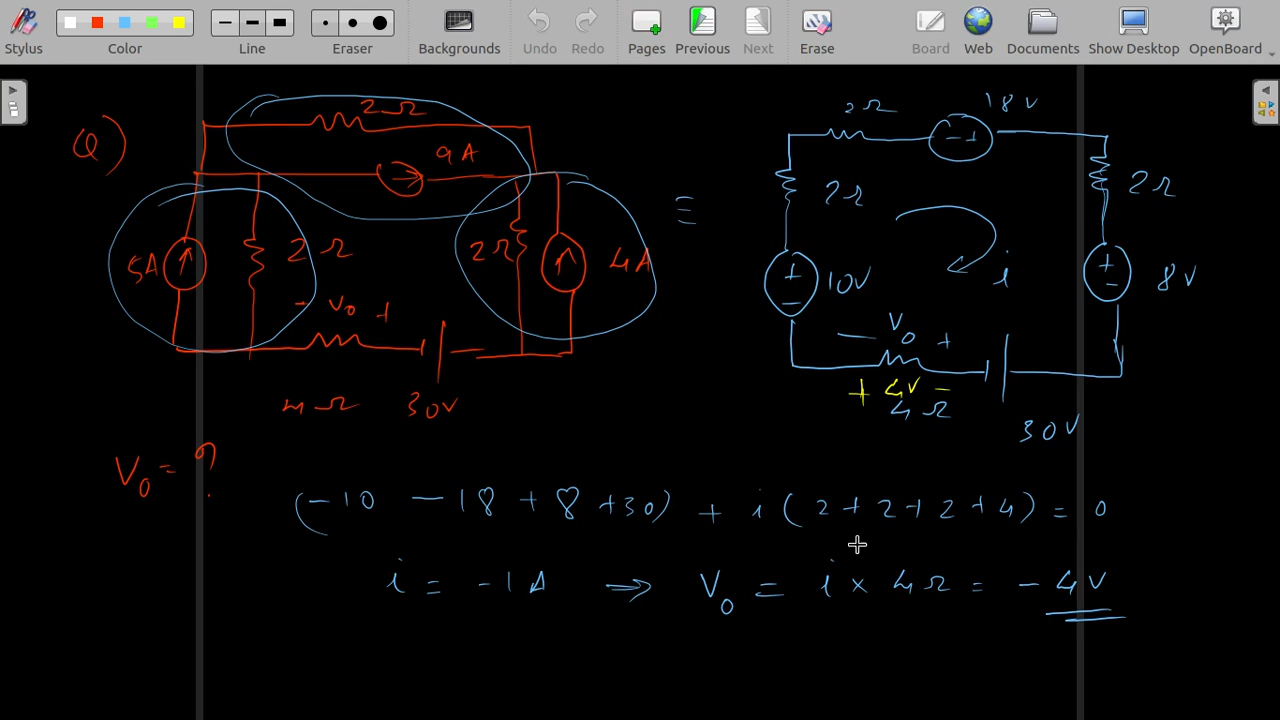 Stylus Color Line Eraser Backgrounds Undo Redo Pages Previous Next Erase Board Web Documents Show Desktop OpenBoard
Q)
2Ω
9A
5A
2Ω
2Ω
4A
- V₀ +
4Ω
30V
V₀ = ?
≡
2Ω
18V
- +
2Ω
2Ω
+ - 10V
i
+ - 8V
- V₀ +
+ 4V -
4Ω
30V
(-10 - 18 + 8 + 30) + i(2+2+2+4) = 0
i = -1A ⇒ V₀ = i × 4Ω = -4V